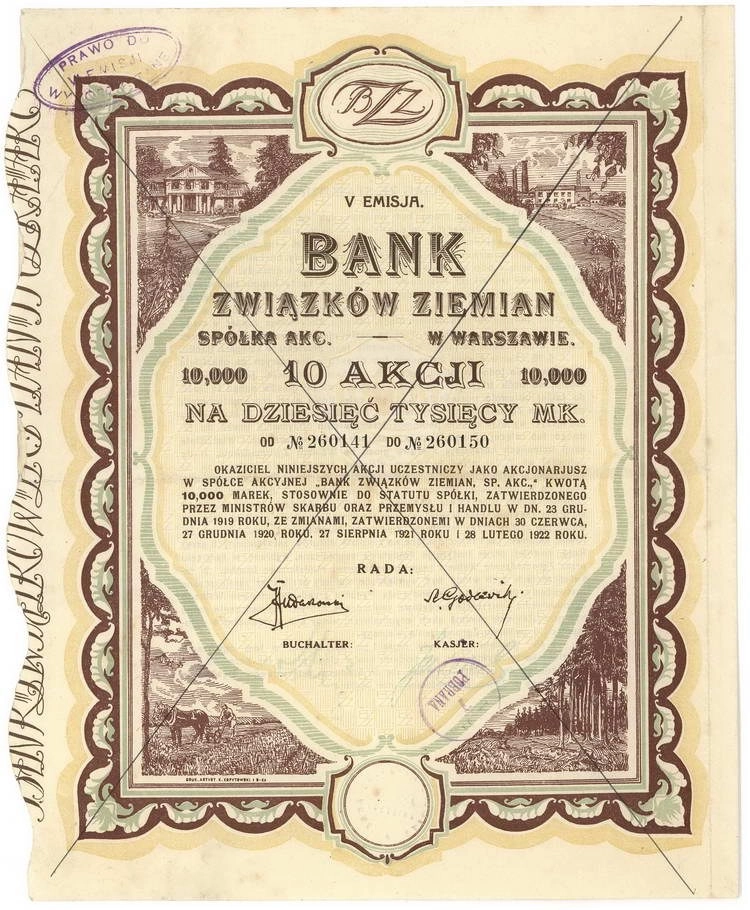 PRAWO DO
EMISJI
BZZ
V EMISJA.
BANK
ZWIĄZKÓW ZIEMIAN
SPÓŁKA AKC. — W WARSZAWIE.
10,000 10 AKCJI 10,000
NA DZIESIĘĆ TYSIĘCY MK.
OD № 260141 DO № 260150
OKAZICIEL NINIEJSZYCH AKCJI UCZESTNICZY JAKO AKCJONARJUSZ
W SPÓŁCE AKCYJNEJ „BANK ZWIĄZKÓW ZIEMIAN, SP. AKC.,“ KWOTĄ
10,000 MAREK, STOSOWNIE DO STATUTU SPÓŁKI, ZATWIERDZONEGO
PRZEZ MINISTRÓW SKARBU ORAZ PRZEMYSŁU I HANDLU W DN. 23 GRU-
DNIA 1919 ROKU, ZE ZMIANAMI, ZATWIERDZONEMI W DNIACH 30 CZERWCA,
27 GRUDNIA 1920 ROKU, 27 SIERPNIA 1921 ROKU I 28 LUTEGO 1922 ROKU.
RADA:
BUCHALTER: KASJER: